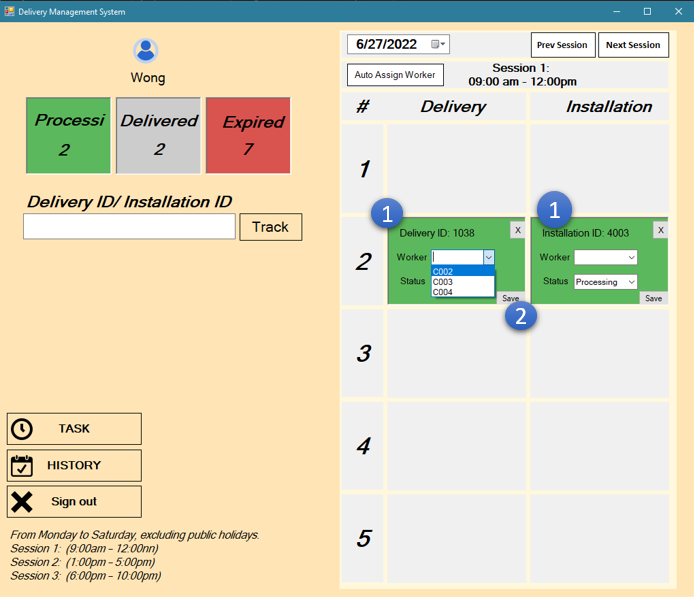 Delivery Management System
Wong
Processi
2
Delivered
2
Expired
7
Delivery ID/ Installation ID
Track
TASK
HISTORY
Sign out
From Monday to Saturday, excluding public holidays.
Session 1: (9:00am - 12:00nn)
Session 2: (1:00pm - 5:00pm)
Session 3: (6:00pm - 10:00pm)
6/27/2022
Prev Session
Next Session
Auto Assign Worker
Session 1:
09:00 am - 12:00pm
# Delivery Installation
1
2
1
Delivery ID: 1038
X
Worker
C002
C003
C004
Status
Save
2
1
Installation ID: 4003
X
Worker
Status Processing
Save
3
4
5